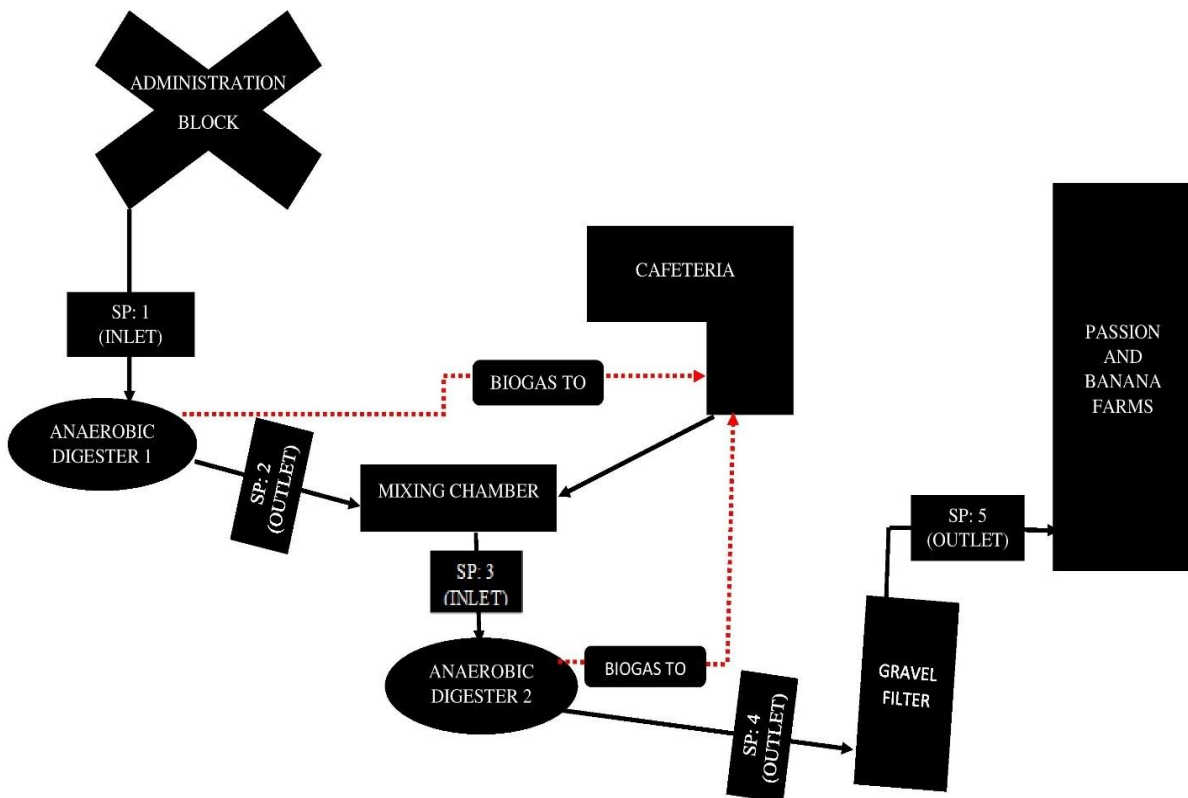 ADMINISTRATION
BLOCK
SP: 1
(INLET)
CAFETERIA
PASSION
AND
BANANA
FARMS
BIOGAS TO
ANAEROBIC
DIGESTER 1
SP: 2
(OUTLET)
MIXING CHAMBER
SP: 5
(OUTLET)
SP: 3
(INLET)
ANAEROBIC
DIGESTER 2
BIOGAS TO
GRAVEL
FILTER
SP: 4
(OUTLET)